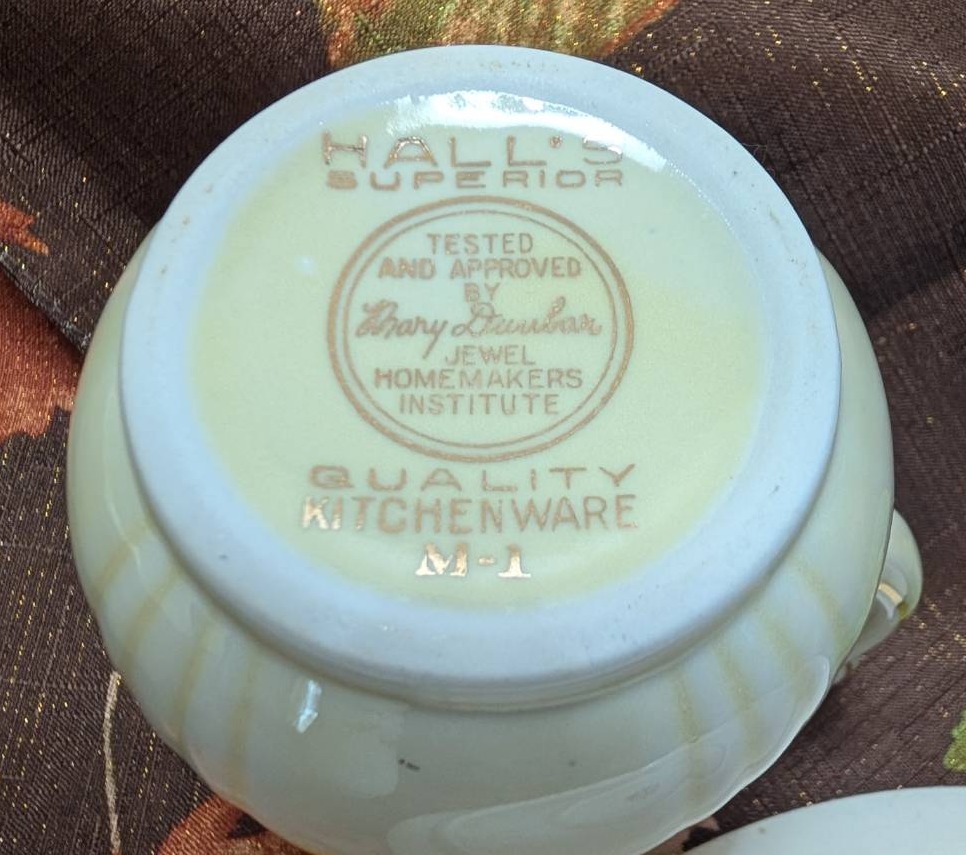 HALL'S
SUPERIOR
TESTED
AND APPROVED
BY
Mary Dunbar
JEWEL
HOMEMAKERS
INSTITUTE
QUALITY
KITCHENWARE
M-1